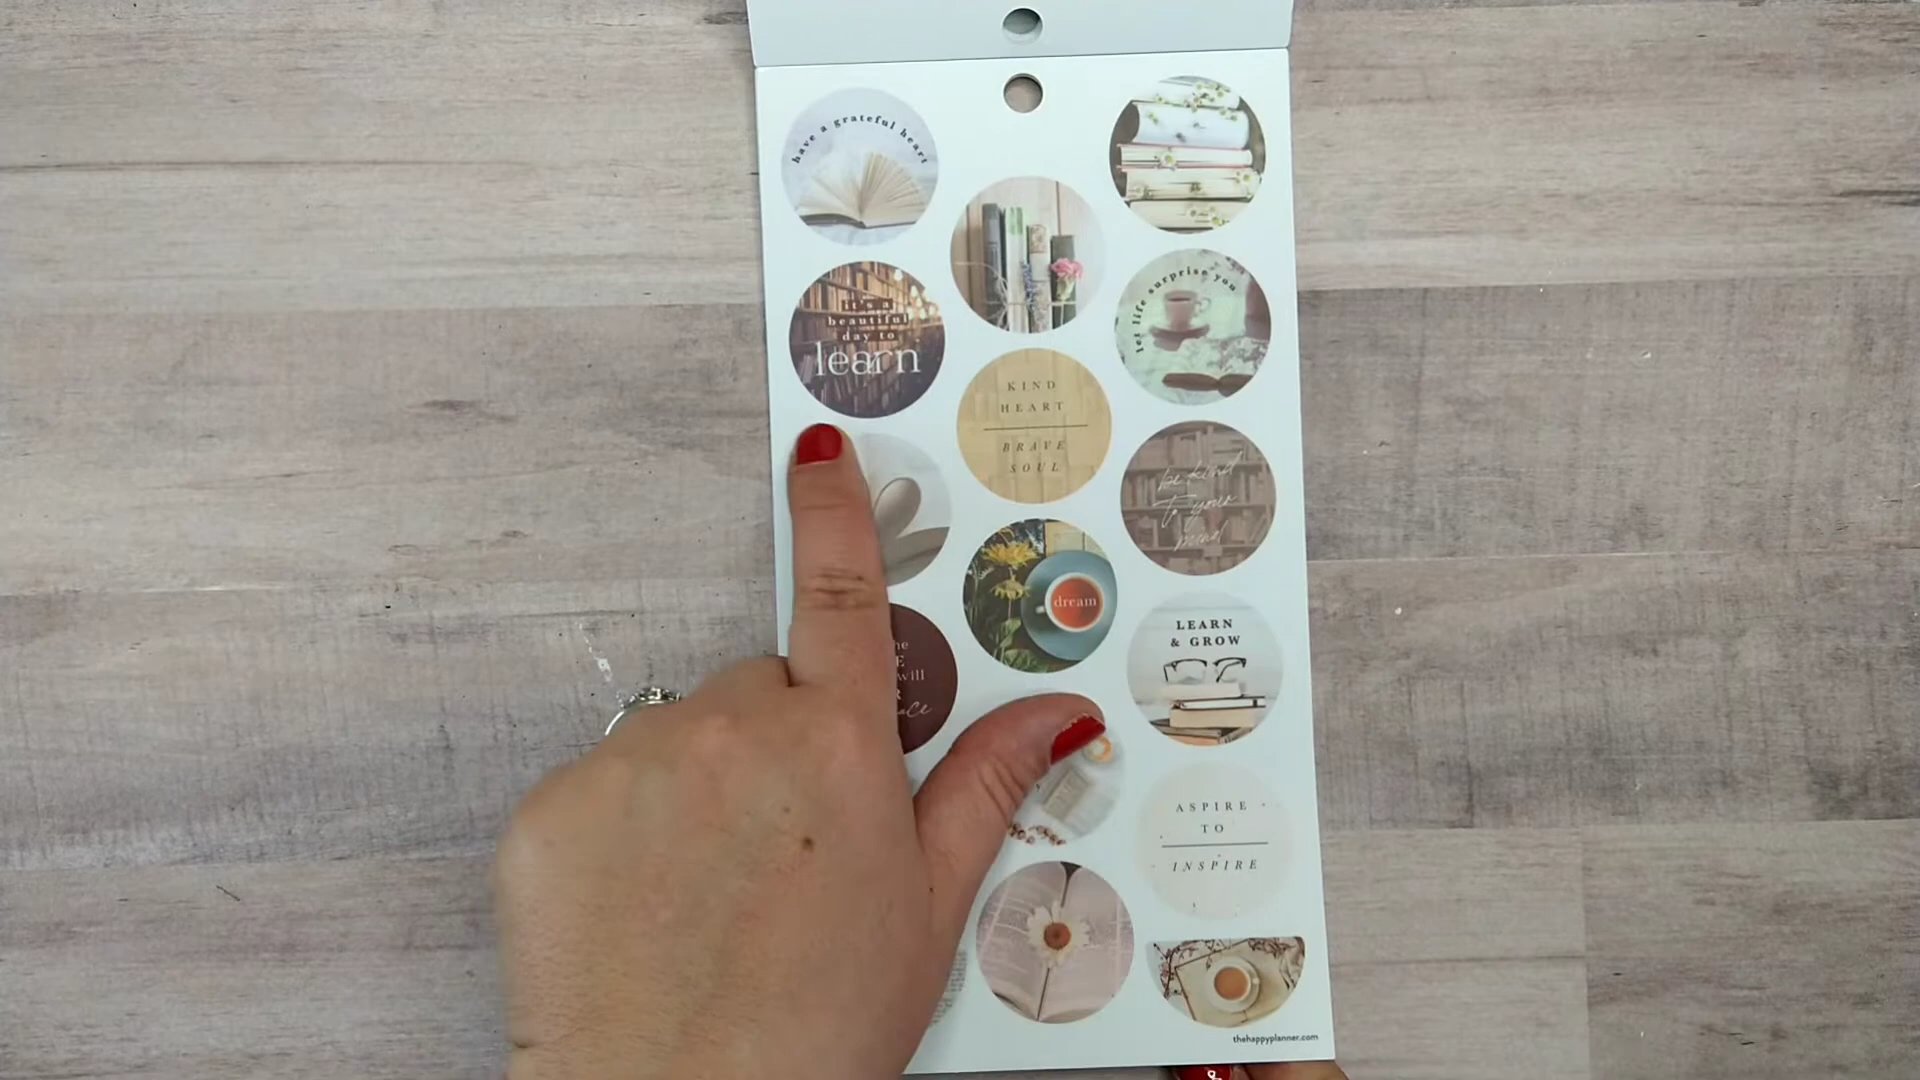 have a grateful heart
it's a
beautiful
day to
learn
let life surprise you
KIND
HEART
BRAVE
SOUL
be kind
to your
mind
dream
will
LEARN
& GROW
ASPIRE
TO
INSPIRE
thehappyplanner.com